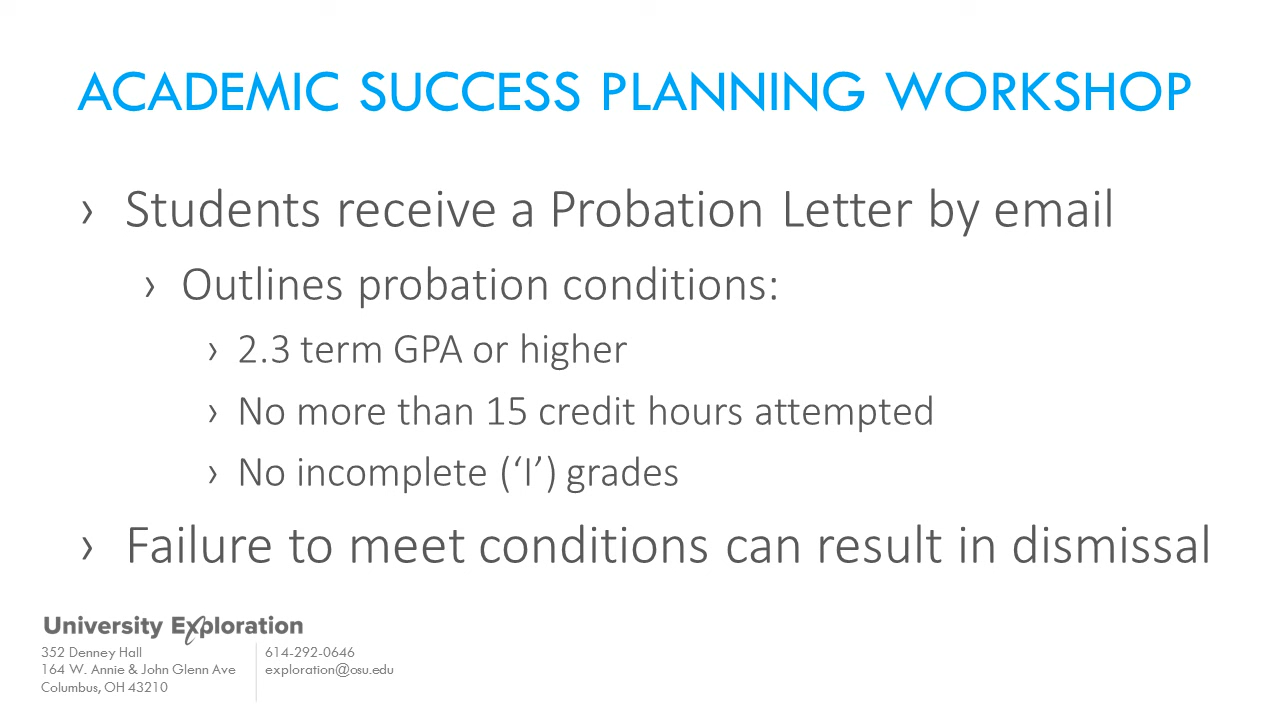 ACADEMIC SUCCESS PLANNING WORKSHOP
› Students receive a Probation Letter by email
› Outlines probation conditions:
› 2.3 term GPA or higher
› No more than 15 credit hours attempted
› No incomplete (‘I’) grades
› Failure to meet conditions can result in dismissal
University Exploration
352 Denney Hall
164 W. Annie & John Glenn Ave
Columbus, OH 43210
614-292-0646
exploration@osu.edu